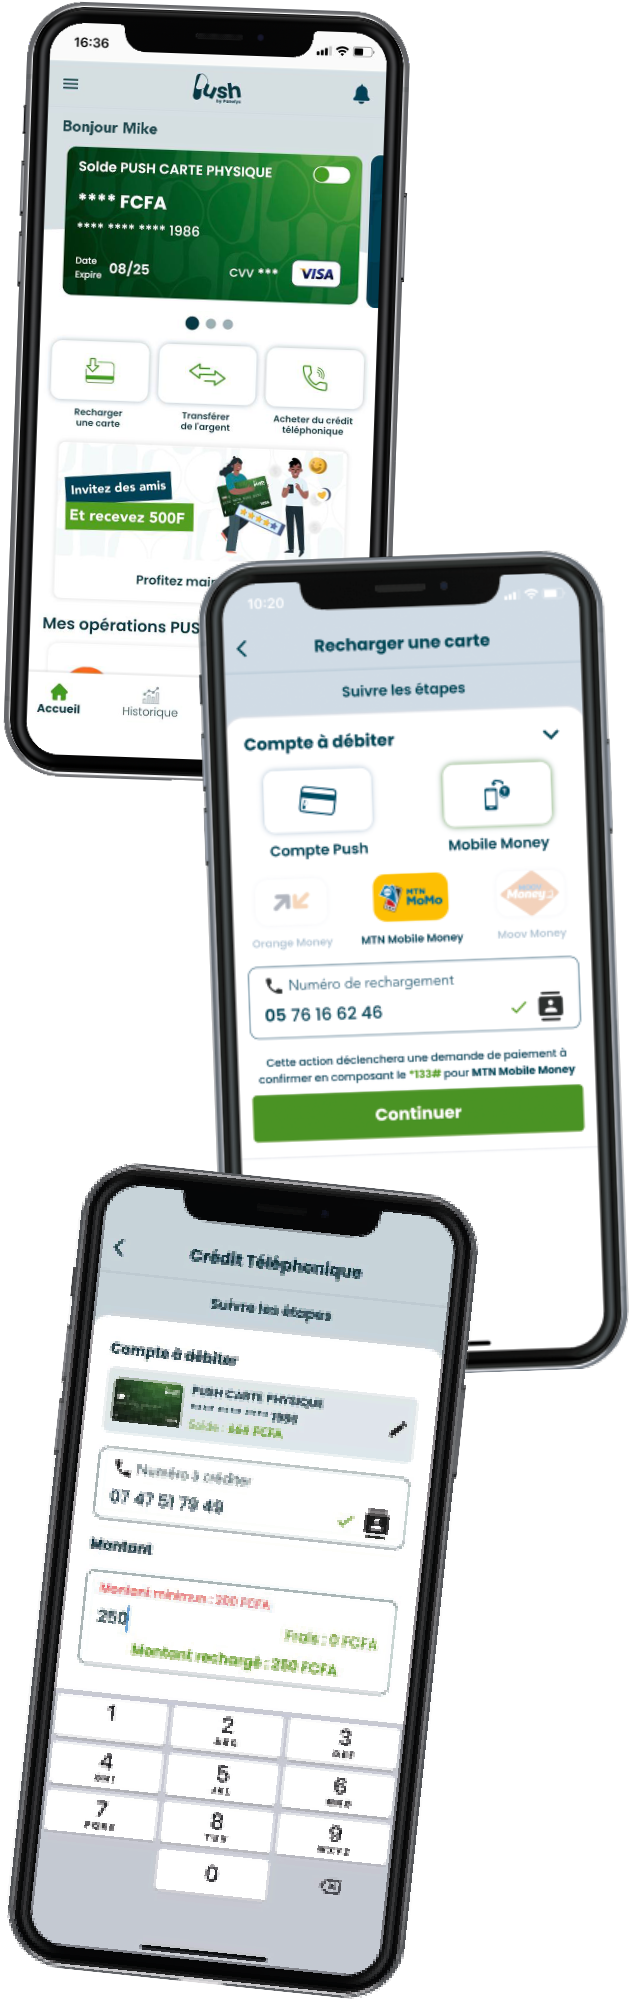 16:36
Push
by Paielys
Bonjour Mike
Solde PUSH CARTE PHYSIQUE
**** FCFA
**** **** **** 1986
Date
Expire 08/25 CVV *** VISA
Recharger
une carte
Transférer
de l'argent
Acheter du crédit
téléphonique
Invitez des amis
Et recevez 500F
Profitez mai
Mes opérations PUS
Accueil
Historique
10:20
Recharger une carte
Suivre les étapes
Compte à débiter
Compte Push
Mobile Money
MTN
MoMo
Moov
Money
Orange Money
MTN Mobile Money
Moov Money
Numéro de rechargement
05 76 16 62 46
Cette action déclenchera une demande de paiement à
confirmer en composant le *133# pour MTN Mobile Money
Continuer
Crédit Téléphonique
Suivre les étapes
Compte à débiter
PUSH CARTE PHYSIQUE
**** **** **** 1986
Solde : 666 FCFA
Numéro à créditer
07 47 51 79 49
Montant
Montant minimun : 200 FCFA
250
Frais : 0 FCFA
Montant rechargé : 250 FCFA
1
2
ABC
3
DEF
4
GHI
5
JKL
6
MNO
7
PQRS
8
TUV
9
WXYZ
0